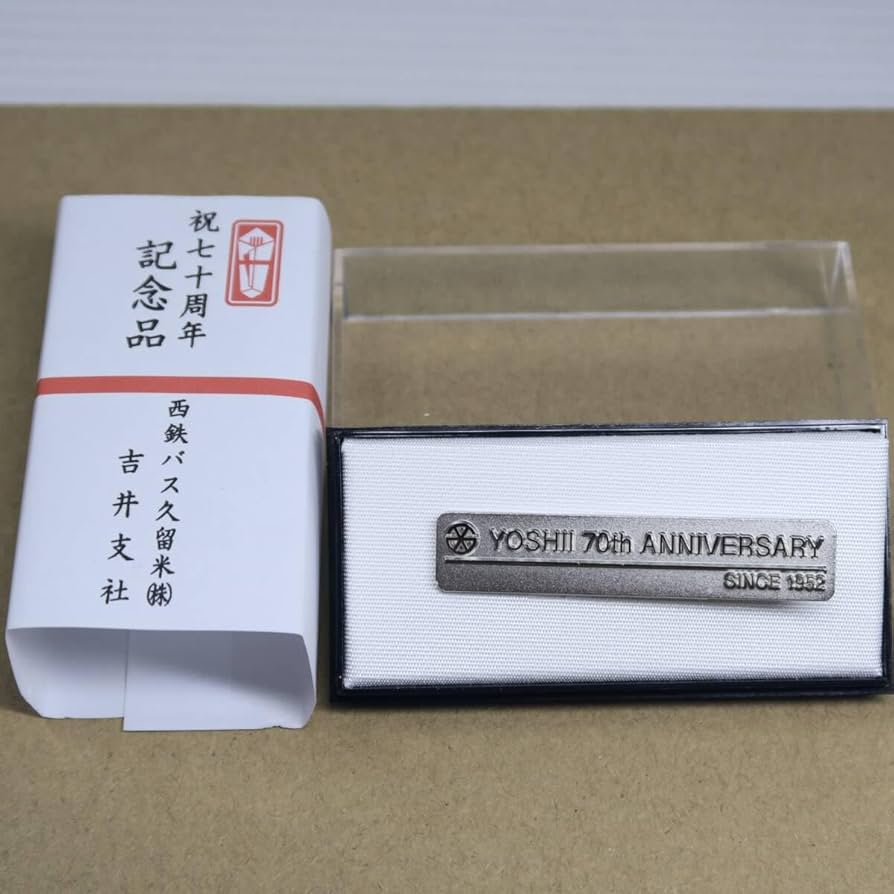 祝七十周年
記念品
西鉄バス久留米㈱
吉井支社
YOSHII 70th ANNIVERSARY
SINCE 1952